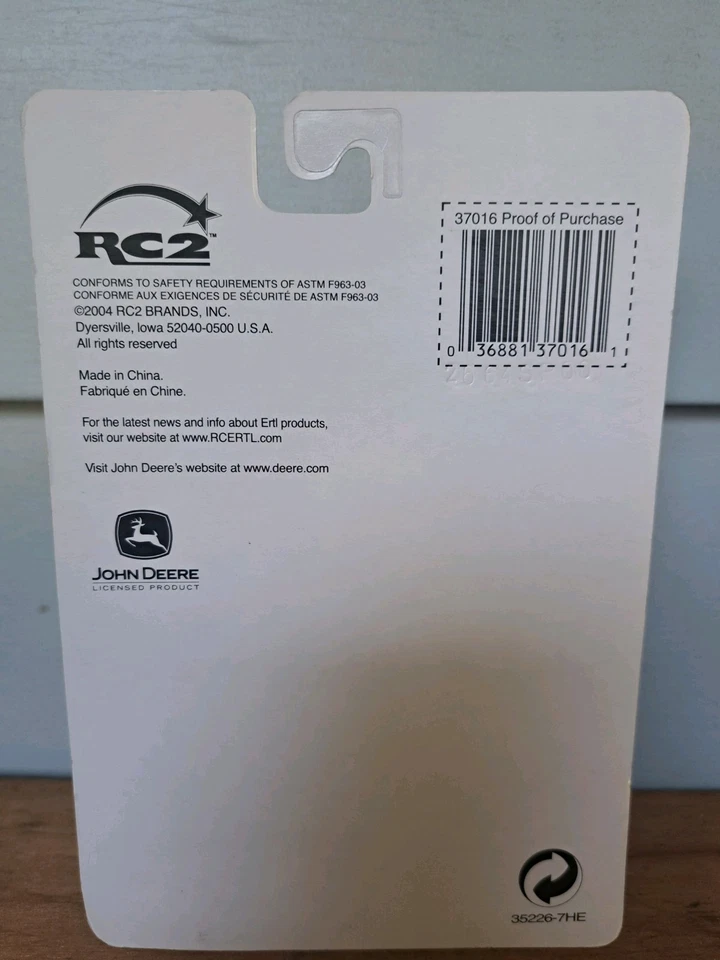 RC2™
CONFORMS TO SAFETY REQUIREMENTS OF ASTM F963-03
CONFORME AUX EXIGENCES DE SÉCURITÉ DE ASTM F963-03
©2004 RC2 BRANDS, INC.
Dyersville, Iowa 52040-0500 U.S.A.
All rights reserved
Made in China.
Fabriqué en Chine.
For the latest news and info about Ertl products,
visit our website at www.RCERTL.com
Visit John Deere's website at www.deere.com
JOHN DEERE
LICENSED PRODUCT
37016 Proof of Purchase
0 36881 37016 1
35226-7HE